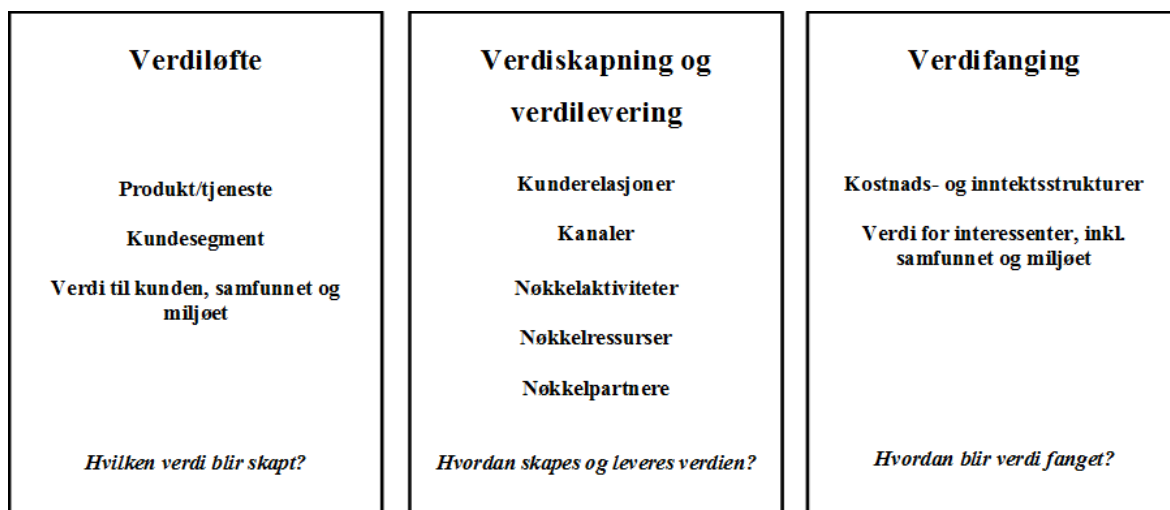 Verdiløfte
Produkt/tjeneste
Kundesegment
Verdi til kunden, samfunnet og
miljøet
Hvilken verdi blir skapt?
Verdiskapning og
verdilevering
Kunderelasjoner
Kanaler
Nøkkelaktiviteter
Nøkkelressurser
Nøkkelpartnere
Hvordan skapes og leveres verdien?
Verdifanging
Kostnads- og inntektsstrukturer
Verdi for interessenter, inkl.
samfunnet og miljøet
Hvordan blir verdi fanget?